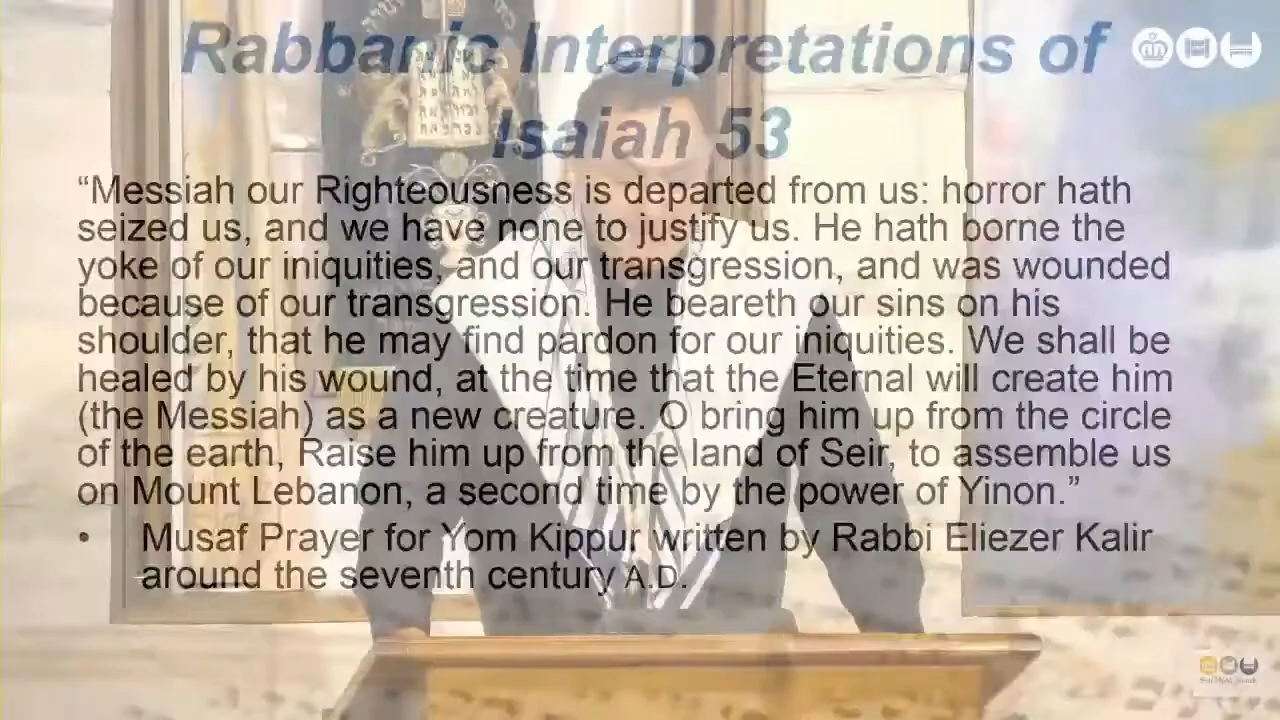 Rabbanic Interpretations of
Isaiah 53
“Messiah our Righteousness is departed from us: horror hath
seized us, and we have none to justify us. He hath borne the
yoke of our iniquities, and our transgression, and was wounded
because of our transgression. He beareth our sins on his
shoulder, that he may find pardon for our iniquities. We shall be
healed by his wound, at the time that the Eternal will create him
(the Messiah) as a new creature. O bring him up from the circle
of the earth, Raise him up from the land of Seir, to assemble us
on Mount Lebanon, a second time by the power of Yinon.”
• Musaf Prayer for Yom Kippur written by Rabbi Eliezer Kalir
around the seventh century A.D.